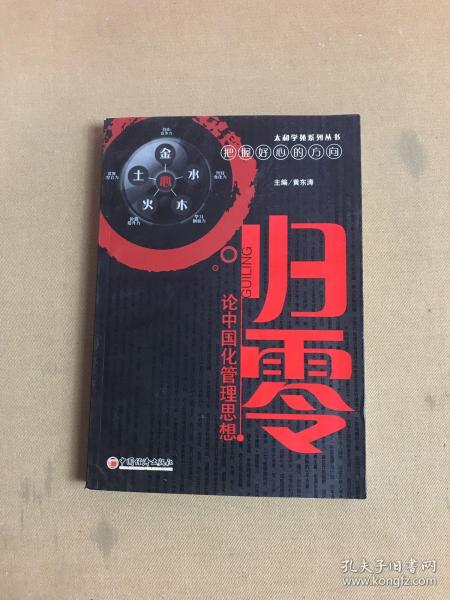 太和学苑系列丛书
把握好心的方向
主编/黄东涛
金
土
心
水
火
木
归零
GUILING
论中国化管理思想
中国经济出版社
孔夫子旧书网
www.kongfz.com